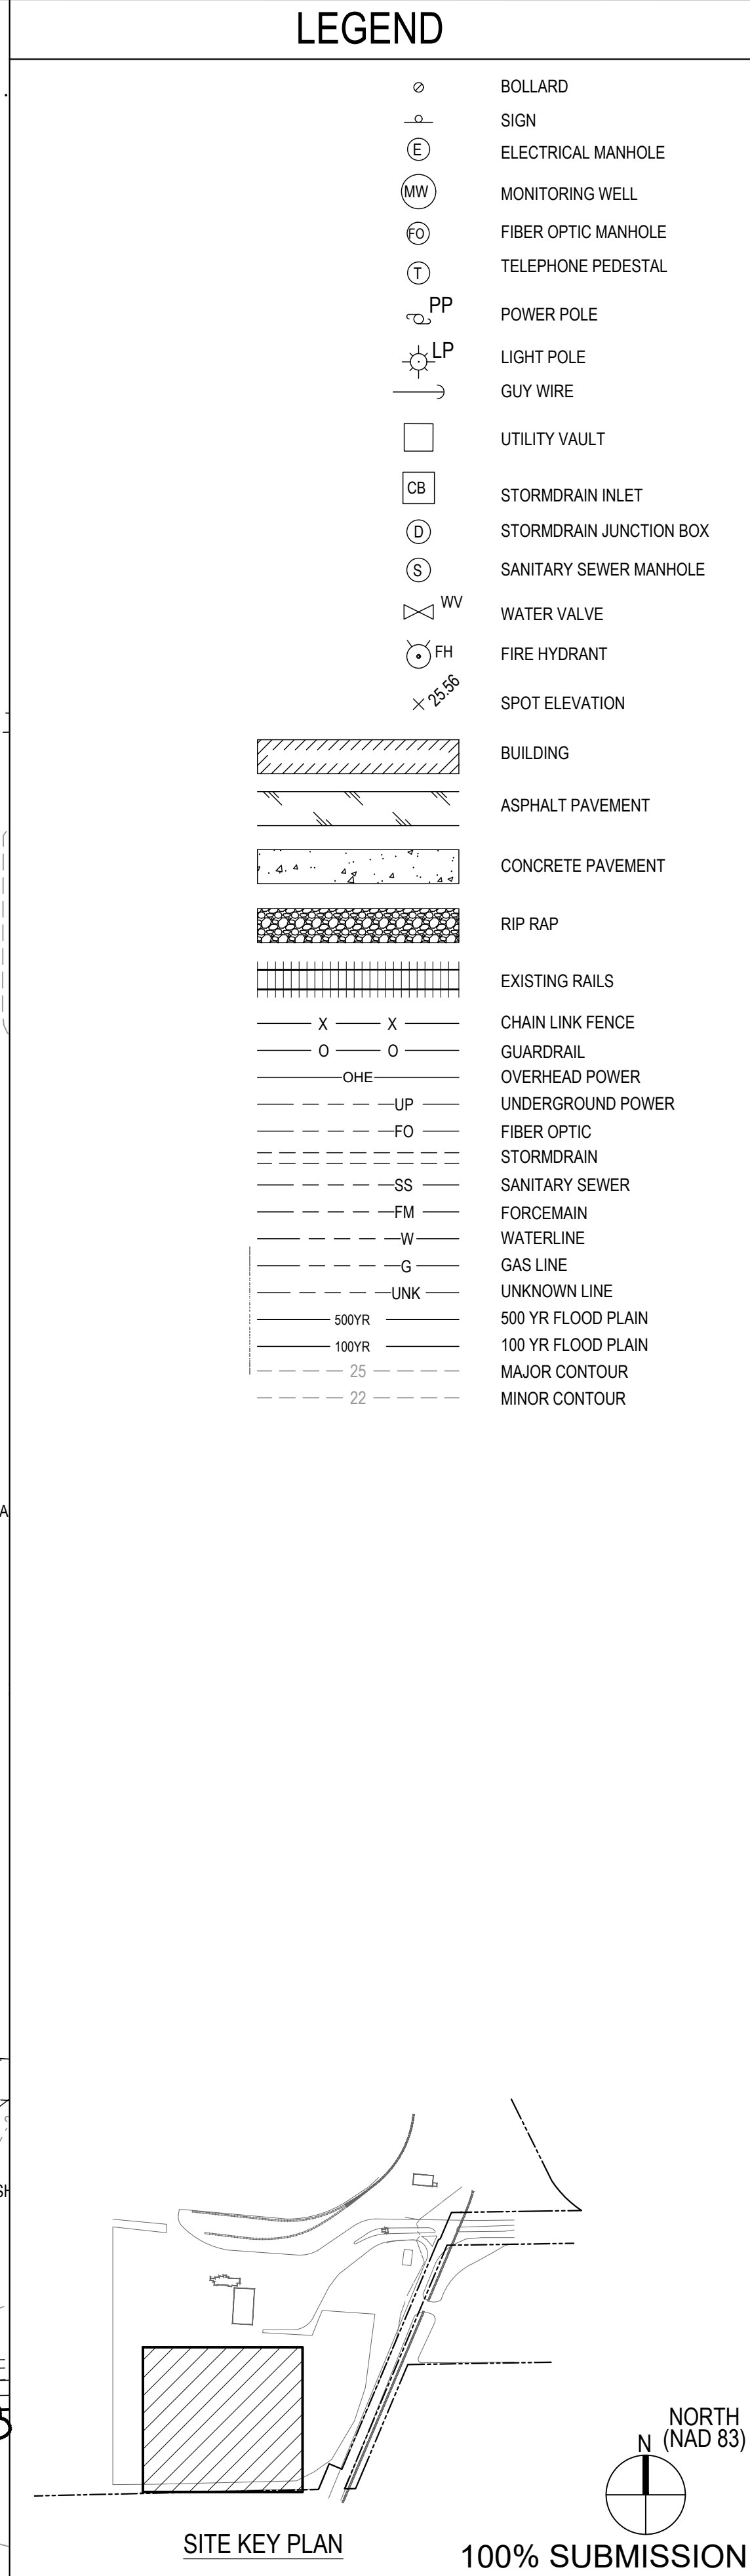 LEGEND
BOLLARD
SIGN
E ELECTRICAL MANHOLE
MW MONITORING WELL
FO FIBER OPTIC MANHOLE
T TELEPHONE PEDESTAL
PP POWER POLE
LP LIGHT POLE
GUY WIRE
UTILITY VAULT
CB STORMDRAIN INLET
D STORMDRAIN JUNCTION BOX
S SANITARY SEWER MANHOLE
WV WATER VALVE
FH FIRE HYDRANT
25.56 SPOT ELEVATION
BUILDING
ASPHALT PAVEMENT
CONCRETE PAVEMENT
RIP RAP
EXISTING RAILS
X X CHAIN LINK FENCE
O O GUARDRAIL
OHE OVERHEAD POWER
UP UNDERGROUND POWER
FO FIBER OPTIC
STORMDRAIN
SS SANITARY SEWER
FM FORCEMAIN
W WATERLINE
G GAS LINE
UNK UNKNOWN LINE
500YR 500 YR FLOOD PLAIN
100YR 100 YR FLOOD PLAIN
25 MAJOR CONTOUR
22 MINOR CONTOUR
A
NORTH
(NAD 83)
N
SITE KEY PLAN
100% SUBMISSION